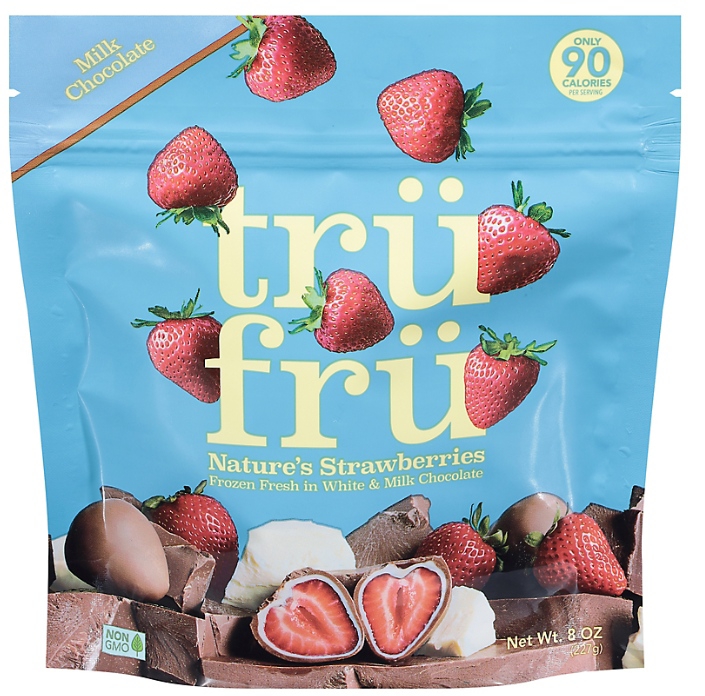 Milk
Chocolate
ONLY
90
CALORIES
PER SERVING
trü
frü
Nature's Strawberries
Frozen Fresh in White & Milk Chocolate
NON
GMO
Net Wt. 8 OZ
(227g)